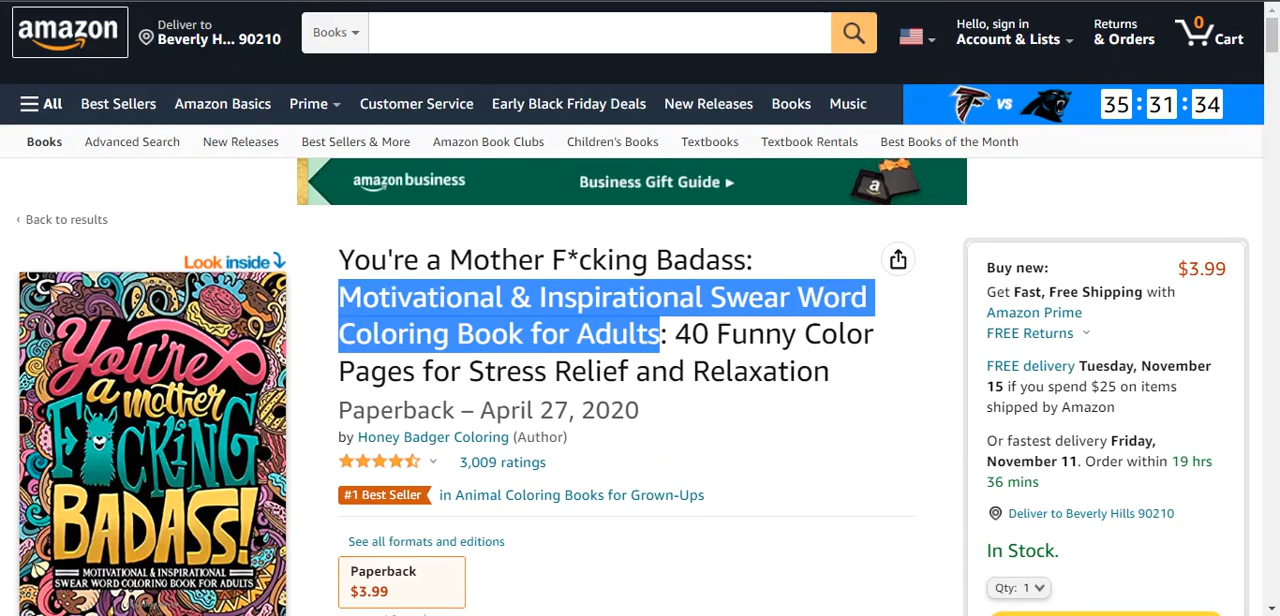 amazon
Deliver to
Beverly H... 90210
Books
Hello, sign in
Account & Lists
Returns
& Orders
0
Cart
All
Best Sellers
Amazon Basics
Prime
Customer Service
Early Black Friday Deals
New Releases
Books
Music
VS
35 : 31 : 34
Books
Advanced Search
New Releases
Best Sellers & More
Amazon Book Clubs
Children's Books
Textbooks
Textbook Rentals
Best Books of the Month
amazon business
Business Gift Guide ▸
a
‹ Back to results
Look inside
You're
a mother
F*CKING
BADASS!
MOTIVATIONAL & INSPIRATIONAL
SWEAR WORD COLORING BOOK FOR ADULTS
You're a Mother F*cking Badass:
Motivational & Inspirational Swear Word
Coloring Book for Adults: 40 Funny Color
Pages for Stress Relief and Relaxation
Paperback – April 27, 2020
by Honey Badger Coloring (Author)
3,009 ratings
#1 Best Seller in Animal Coloring Books for Grown-Ups
See all formats and editions
Paperback
$3.99
Buy new:
$3.99
Get Fast, Free Shipping with
Amazon Prime
FREE Returns
FREE delivery Tuesday, November
15 if you spend $25 on items
shipped by Amazon
Or fastest delivery Friday,
November 11. Order within 19 hrs
36 mins
Deliver to Beverly Hills 90210
In Stock.
Qty: 1